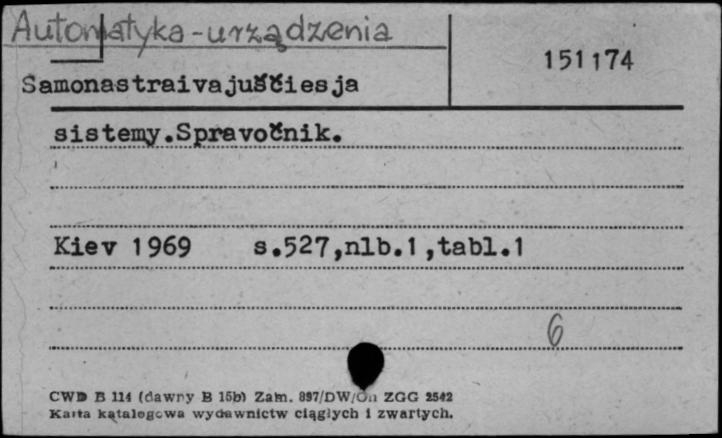 Automatyka - urządzenia
151174
Samonastraivajuščiesja
sistemy.Spravočnik.
Kiev 1969 s.527,nlb.1,tabl.1
6
CWD B 114 (dawny B 15b) Zam. 897/DW/On ZGG 2542
Karta katalogowa wydawnictw ciągłych i zwartych.